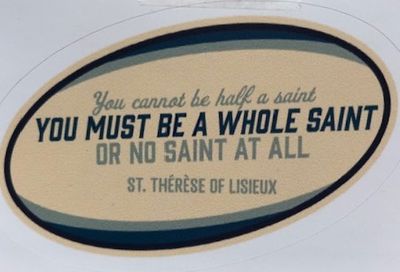 You cannot be half a saint
YOU MUST BE A WHOLE SAINT
OR NO SAINT AT ALL
ST. THÉRÈSE OF LISIEUX